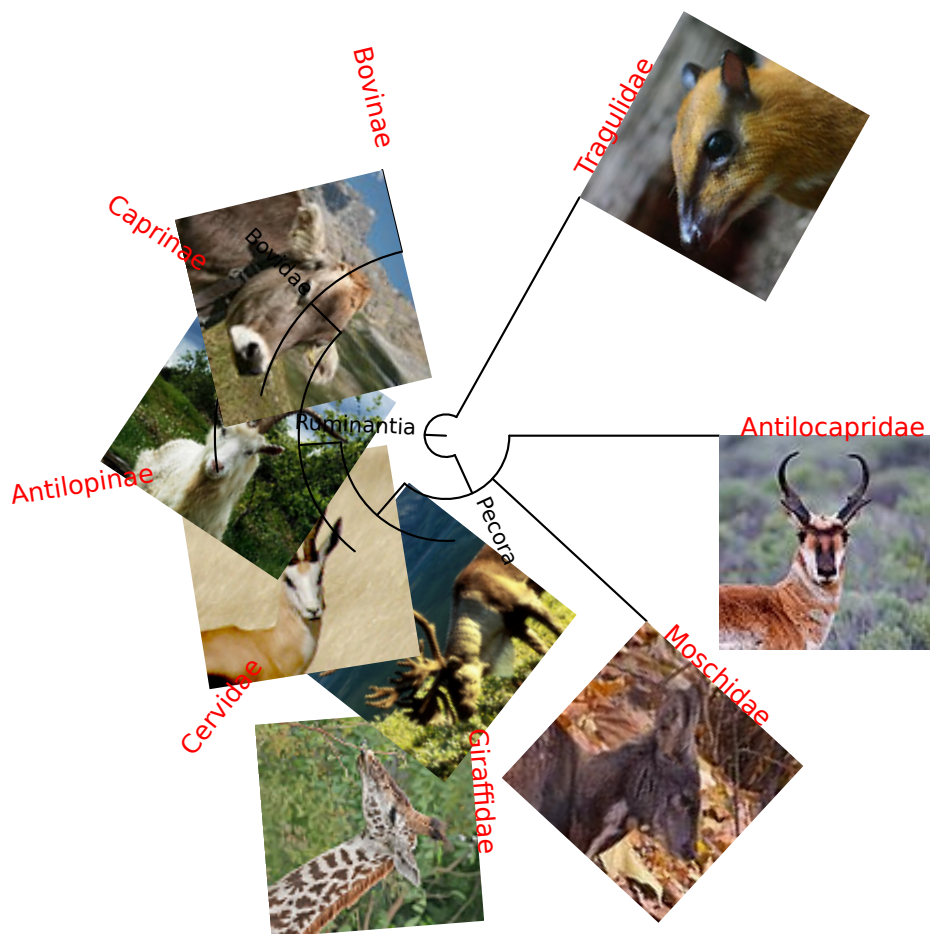 Bovinae
Tragulidae
Caprinae
Bovidae
Ruminantia
Antilocapridae
Antilopinae
Pecora
Moschidae
Cervidae
Giraffidae